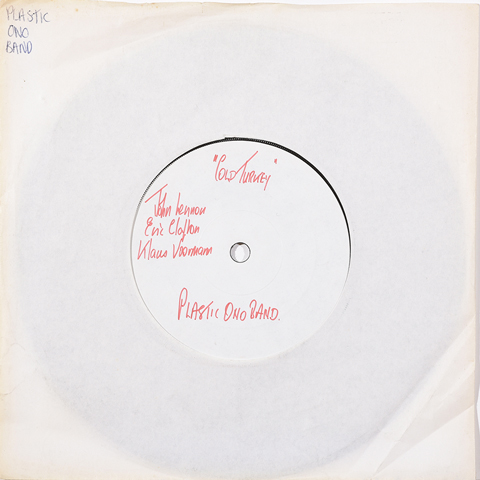 PLASTIC
ONO
BAND
"COLD TURKEY"
John Lennon
Eric Clapton
Klaus Voormann
PLASTIC ONO BAND.